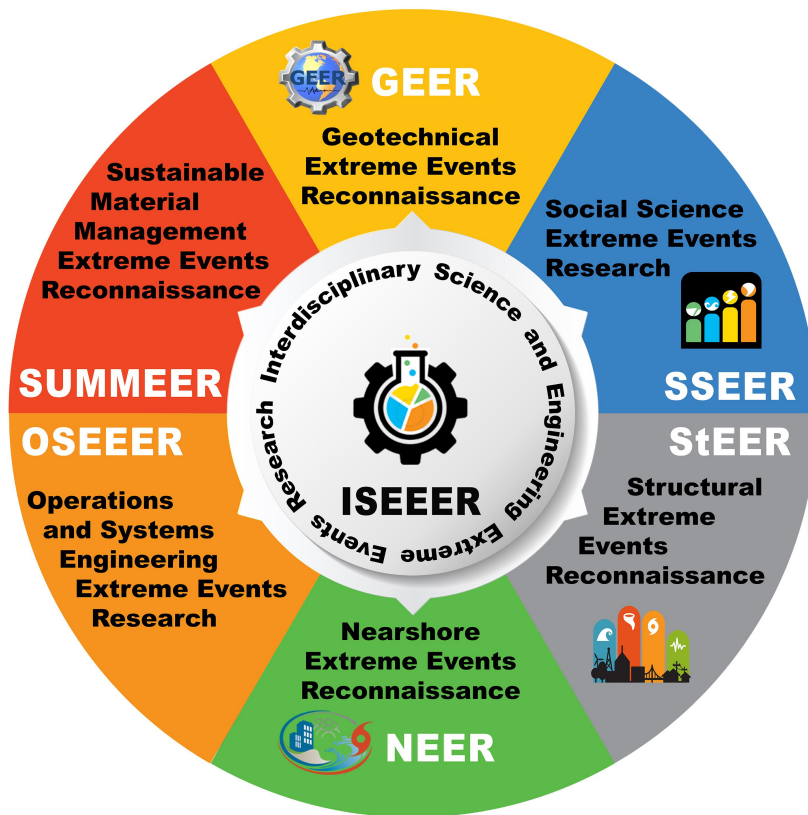 GEER
GEER
Geotechnical
Extreme Events
Reconnaissance
Social Science
Extreme Events
Research
SSEER
StEER
Structural
Extreme
Events
Reconnaissance
Nearshore
Extreme Events
Reconnaissance
NEER
OSEEER
Operations
and Systems
Engineering
Extreme Events
Research
Sustainable
Material
Management
Extreme Events
Reconnaissance
SUMMEER
Interdisciplinary Science and Engineering Extreme Events Research
ISEEER